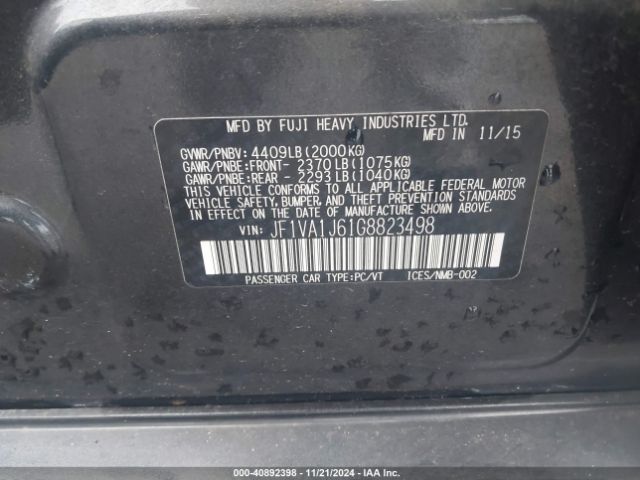 MFD BY FUJI HEAVY INDUSTRIES LTD.
MFD IN 11/15
GVWR/PNBV: 4409LB(2000KG)
GAWR/PNBE:FRONT- 2370LB(1075KG)
GAWR/PNBE:REAR - 2293LB(1040KG)
THIS VEHICLE CONFORMS TO ALL APPLICABLE FEDERAL MOTOR
VEHICLE SAFETY, BUMPER, AND THEFT PREVENTION STANDARDS
IN EFFECT ON THE DATE OF MANUFACTURE SHOWN ABOVE.
VIN: JF1VA1J61G8823498
PASSENGER CAR TYPE:PC/VT ICES/NMB-002
000-40892398 - 11/21/2024 - IAA Inc.